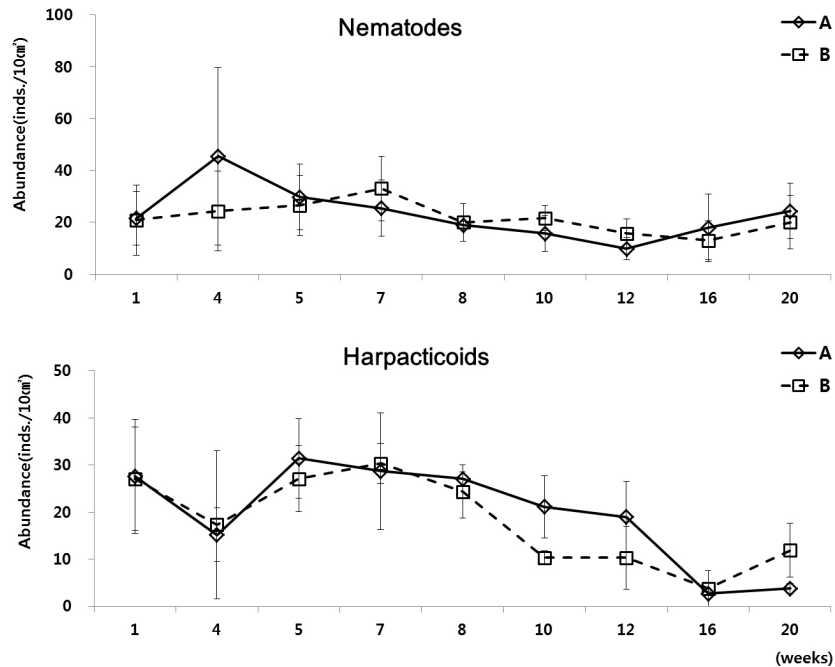 Nematodes
A
B
Abundance(inds./10㎠)
100
80
60
40
20
0
1 4 5 7 8 10 12 16 20
Harpacticoids
A
B
Abundance(inds./10㎠)
50
40
30
20
10
0
1 4 5 7 8 10 12 16 20
(weeks)